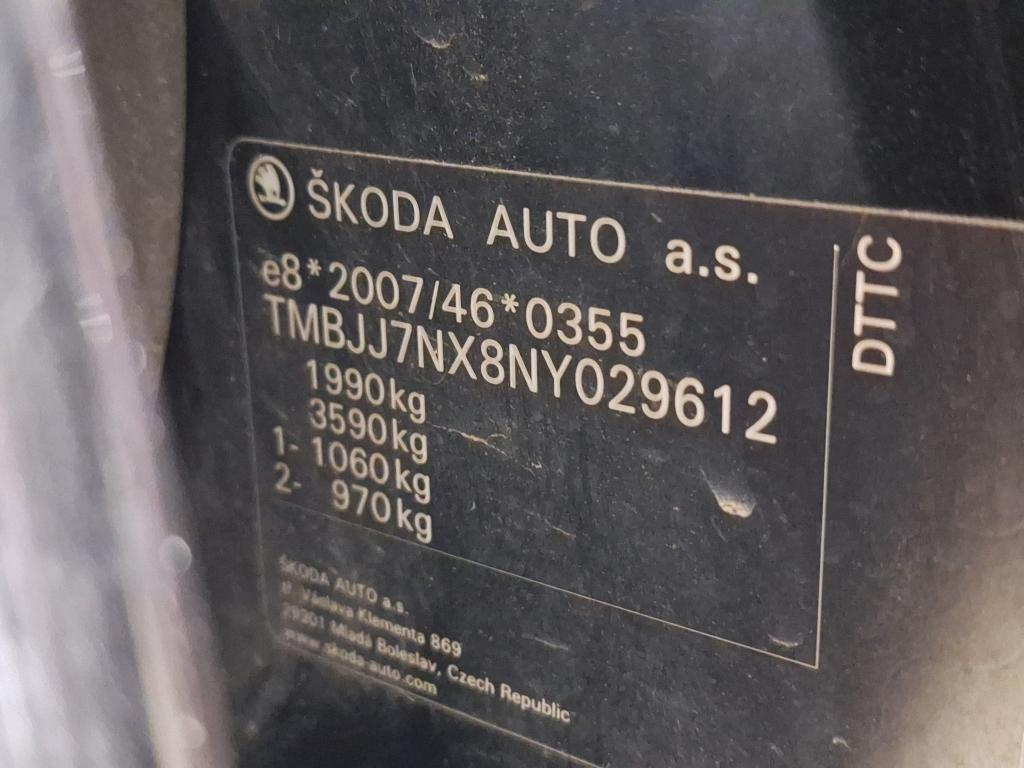 ŠKODA AUTO a.s.
e8*2007/46*0355
TMBJJ7NX8NY029612
1990kg
3590kg
1- 1060kg
2- 970kg
DTTC
ŠKODA AUTO a.s.
tř. Václava Klementa 869
29301 Mladá Boleslav, Czech Republic
www.skoda-auto.com